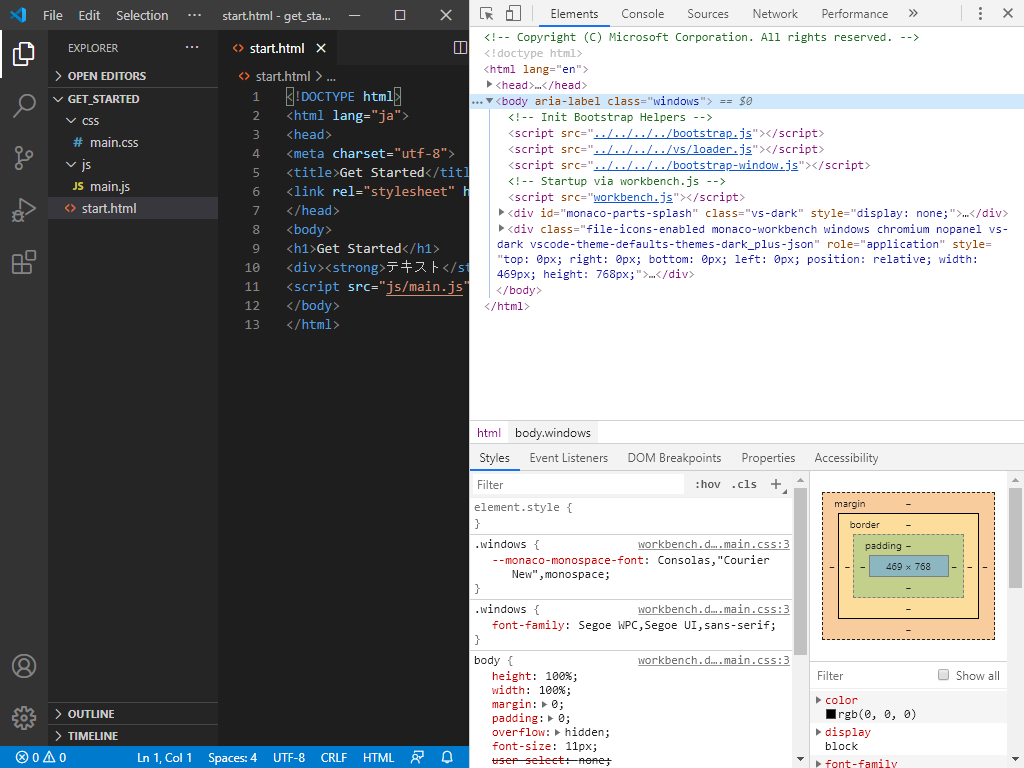 File Edit Selection ··· start.html - get_sta...
EXPLORER ···
OPEN EDITORS
GET_STARTED
css
# main.css
js
JS main.js
<> start.html
OUTLINE
TIMELINE
<> start.html ×
<> start.html > ...
1 <!DOCTYPE html>
2 <html lang="ja">
3 <head>
4 <meta charset="utf-8">
5 <title>Get Started</titl
6 <link rel="stylesheet" h
7 </head>
8 <body>
9 <h1>Get Started</h1>
10 <div><strong>テキスト</st
11 <script src="js/main.js"
12 </body>
13 </html>
0 0 Ln 1, Col 1 Spaces: 4 UTF-8 CRLF HTML
Elements Console Sources Network Performance »
<!-- Copyright (C) Microsoft Corporation. All rights reserved. -->
<!doctype html>
<html lang="en">
<head>…</head>
…<body aria-label class="windows"> == $0
<!-- Init Bootstrap Helpers -->
<script src="../../../../bootstrap.js"></script>
<script src="../../../../vs/loader.js"></script>
<script src="../../../../bootstrap-window.js"></script>
<!-- Startup via workbench.js -->
<script src="workbench.js"></script>
<div id="monaco-parts-splash" class="vs-dark" style="display: none;">…</div>
<div class="file-icons-enabled monaco-workbench windows chromium nopanel vs-
dark vscode-theme-defaults-themes-dark_plus-json" role="application" style=
"top: 0px; right: 0px; bottom: 0px; left: 0px; position: relative; width:
469px; height: 768px;">…</div>
</body>
</html>
html body.windows
Styles Event Listeners DOM Breakpoints Properties Accessibility
Filter :hov .cls +
element.style {
}
.windows { workbench.d….main.css:3
--monaco-monospace-font: Consolas,"Courier
New",monospace;
}
.windows { workbench.d….main.css:3
font-family: Segoe WPC,Segoe UI,sans-serif;
}
body { workbench.d….main.css:3
height: 100%;
width: 100%;
margin: 0;
padding: 0;
overflow: hidden;
font-size: 11px;
user-select: none;
margin –
border –
padding –
– – – 469 × 768 – – –
–
–
–
Filter Show all
color
rgb(0, 0, 0)
display
block
font-family